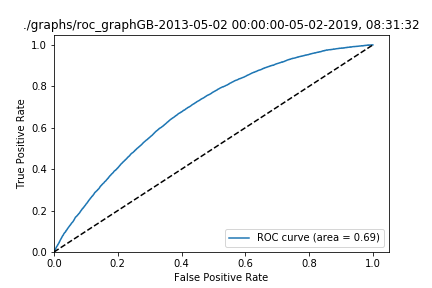 ./graphs/roc_graphGB-2013-05-02 00:00:00-05-02-2019, 08:31:32
1.0
0.8
0.6
0.4
0.2
0.0
True Positive Rate
ROC curve (area = 0.69)
0.0 0.2 0.4 0.6 0.8 1.0
False Positive Rate